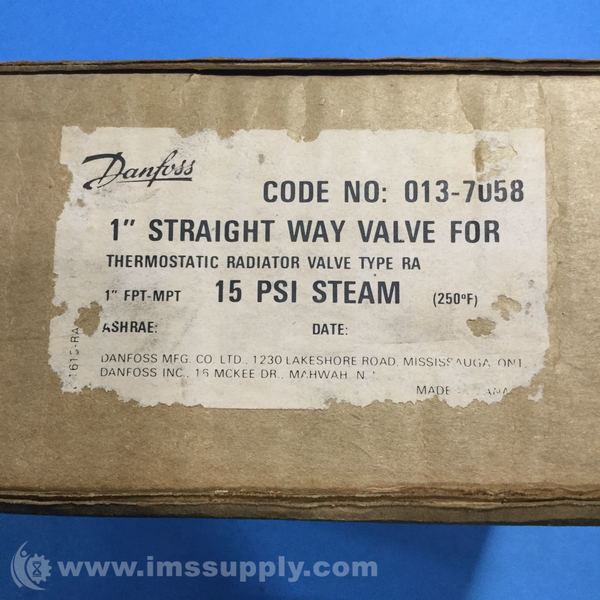 Danfoss
CODE NO: 013-7058
1" STRAIGHT WAY VALVE FOR
THERMOSTATIC RADIATOR VALVE TYPE RA
1" FPT-MPT 15 PSI STEAM (250ºF)
ASHRAE: DATE:
DANFOSS MFG. CO. LTD., 1230 LAKESHORE ROAD, MISSISSAUGA, ONT.
DANFOSS INC., 16 MCKEE DR., MAHWAH, N.
MADE
www.imssupply.com